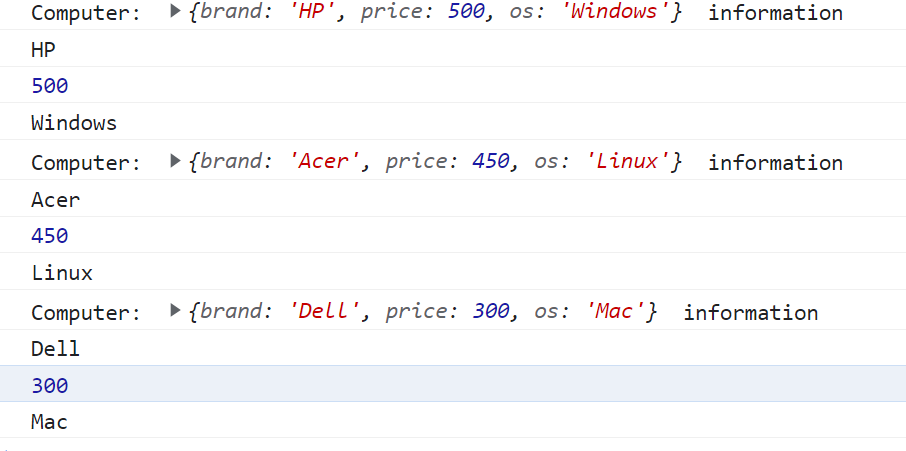 Computer: ▶{brand: 'HP', price: 500, os: 'Windows'} information
HP
500
Windows
Computer: ▶{brand: 'Acer', price: 450, os: 'Linux'} information
Acer
450
Linux
Computer: ▶{brand: 'Dell', price: 300, os: 'Mac'} information
Dell
300
Mac